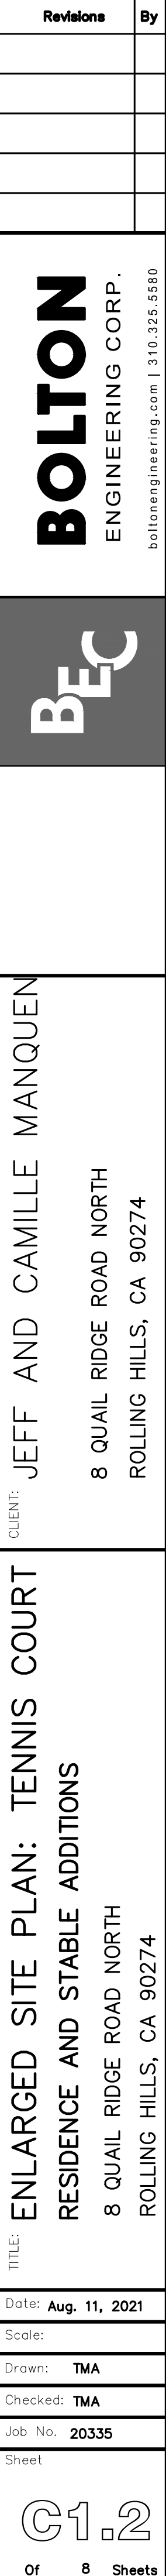 Revisions By
BOLTON
ENGINEERING CORP.
boltonengineering.com | 310.325.5580
BEC
CLIENT:
JEFF AND CAMILLE MANQUEN
8 QUAIL RIDGE ROAD NORTH
ROLLING HILLS, CA 90274
TITLE:
ENLARGED SITE PLAN: TENNIS COURT
RESIDENCE AND STABLE ADDITIONS
8 QUAIL RIDGE ROAD NORTH
ROLLING HILLS, CA 90274
Date: Aug. 11, 2021
Scale:
Drawn: TMA
Checked: TMA
Job No. 20335
Sheet
C1.2
Of 8 Sheets